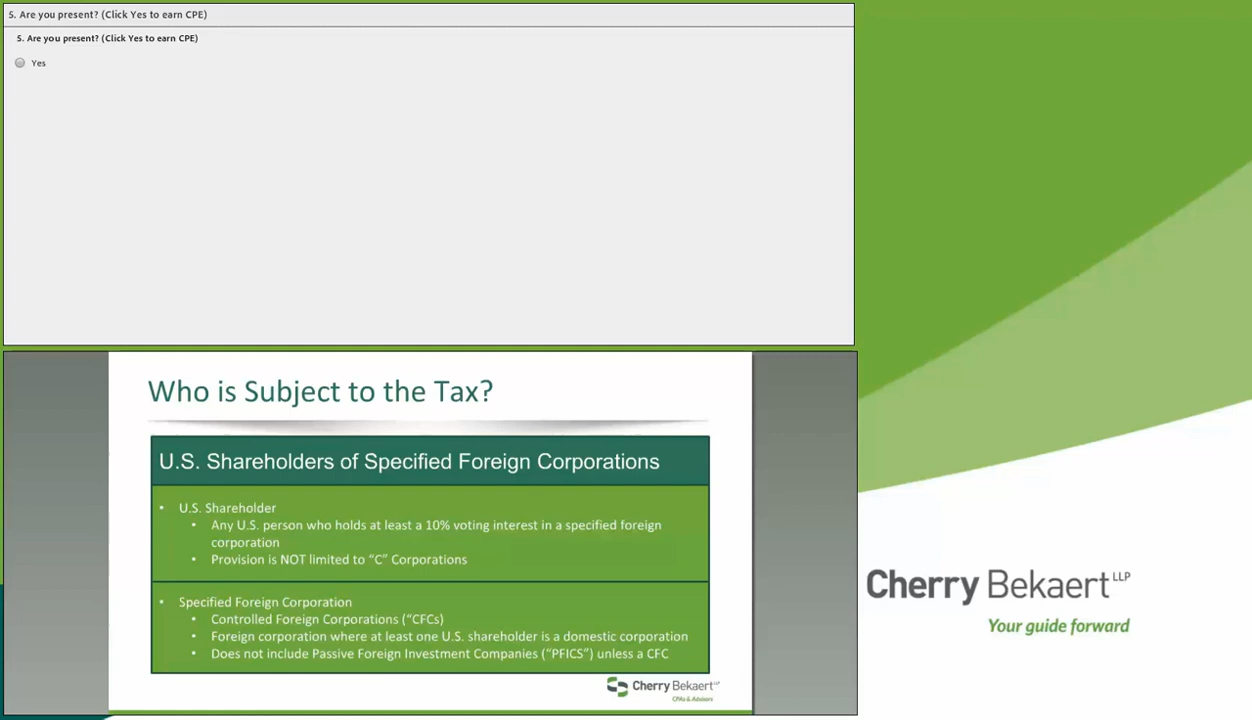 5. Are you present? (Click Yes to earn CPE)
5. Are you present? (Click Yes to earn CPE)
Yes
Who is Subject to the Tax?
U.S. Shareholders of Specified Foreign Corporations
• U.S. Shareholder
• Any U.S. person who holds at least a 10% voting interest in a specified foreign
corporation
• Provision is NOT limited to “C” Corporations
• Specified Foreign Corporation
• Controlled Foreign Corporations (“CFCs)
• Foreign corporation where at least one U.S. shareholder is a domestic corporation
• Does not include Passive Foreign Investment Companies (“PFICS”) unless a CFC
Cherry Bekaert LLP
CPAs & Advisors
Cherry Bekaert LLP
Your guide forward